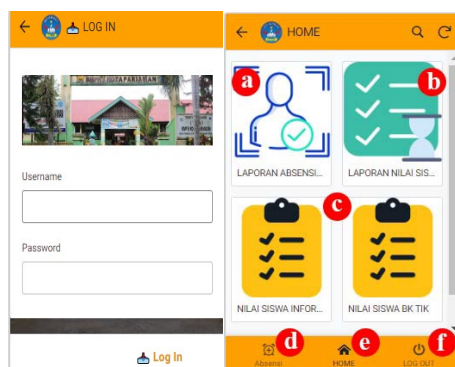 LOG IN
Username
Password
Log In
HOME
a
b
LAPORAN ABSENSI...
LAPORAN NILAI SIS...
c
NILAI SISWA INFOR...
NILAI SISWA BK TIK
d
e
f
Absensi
HOME
LOG OUT